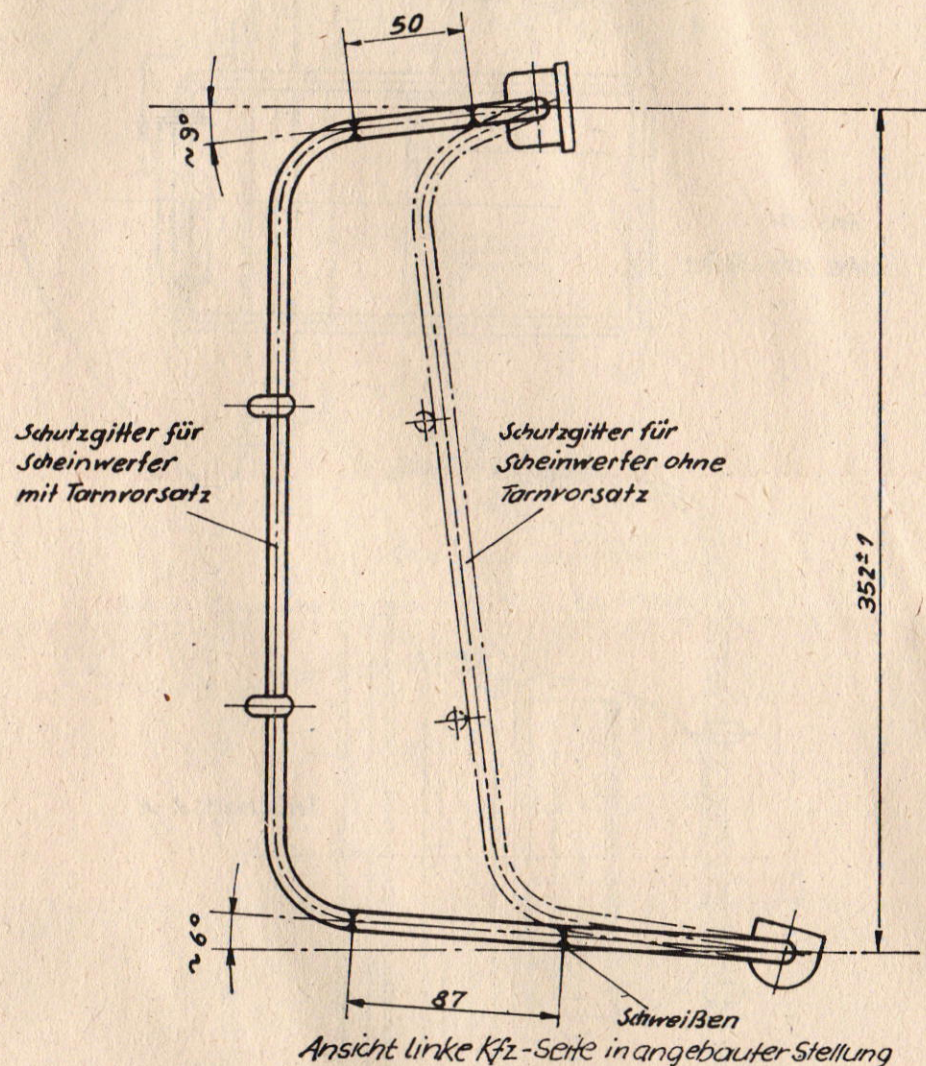 50
~9°
Schutzgitter für
Scheinwerfer
mit Tarnvorsatz
Schutzgitter für
Scheinwerfer ohne
Tarnvorsatz
352±1
~6°
87
Schweißen
Ansicht linke Kfz-Seite in angebauter Stellung